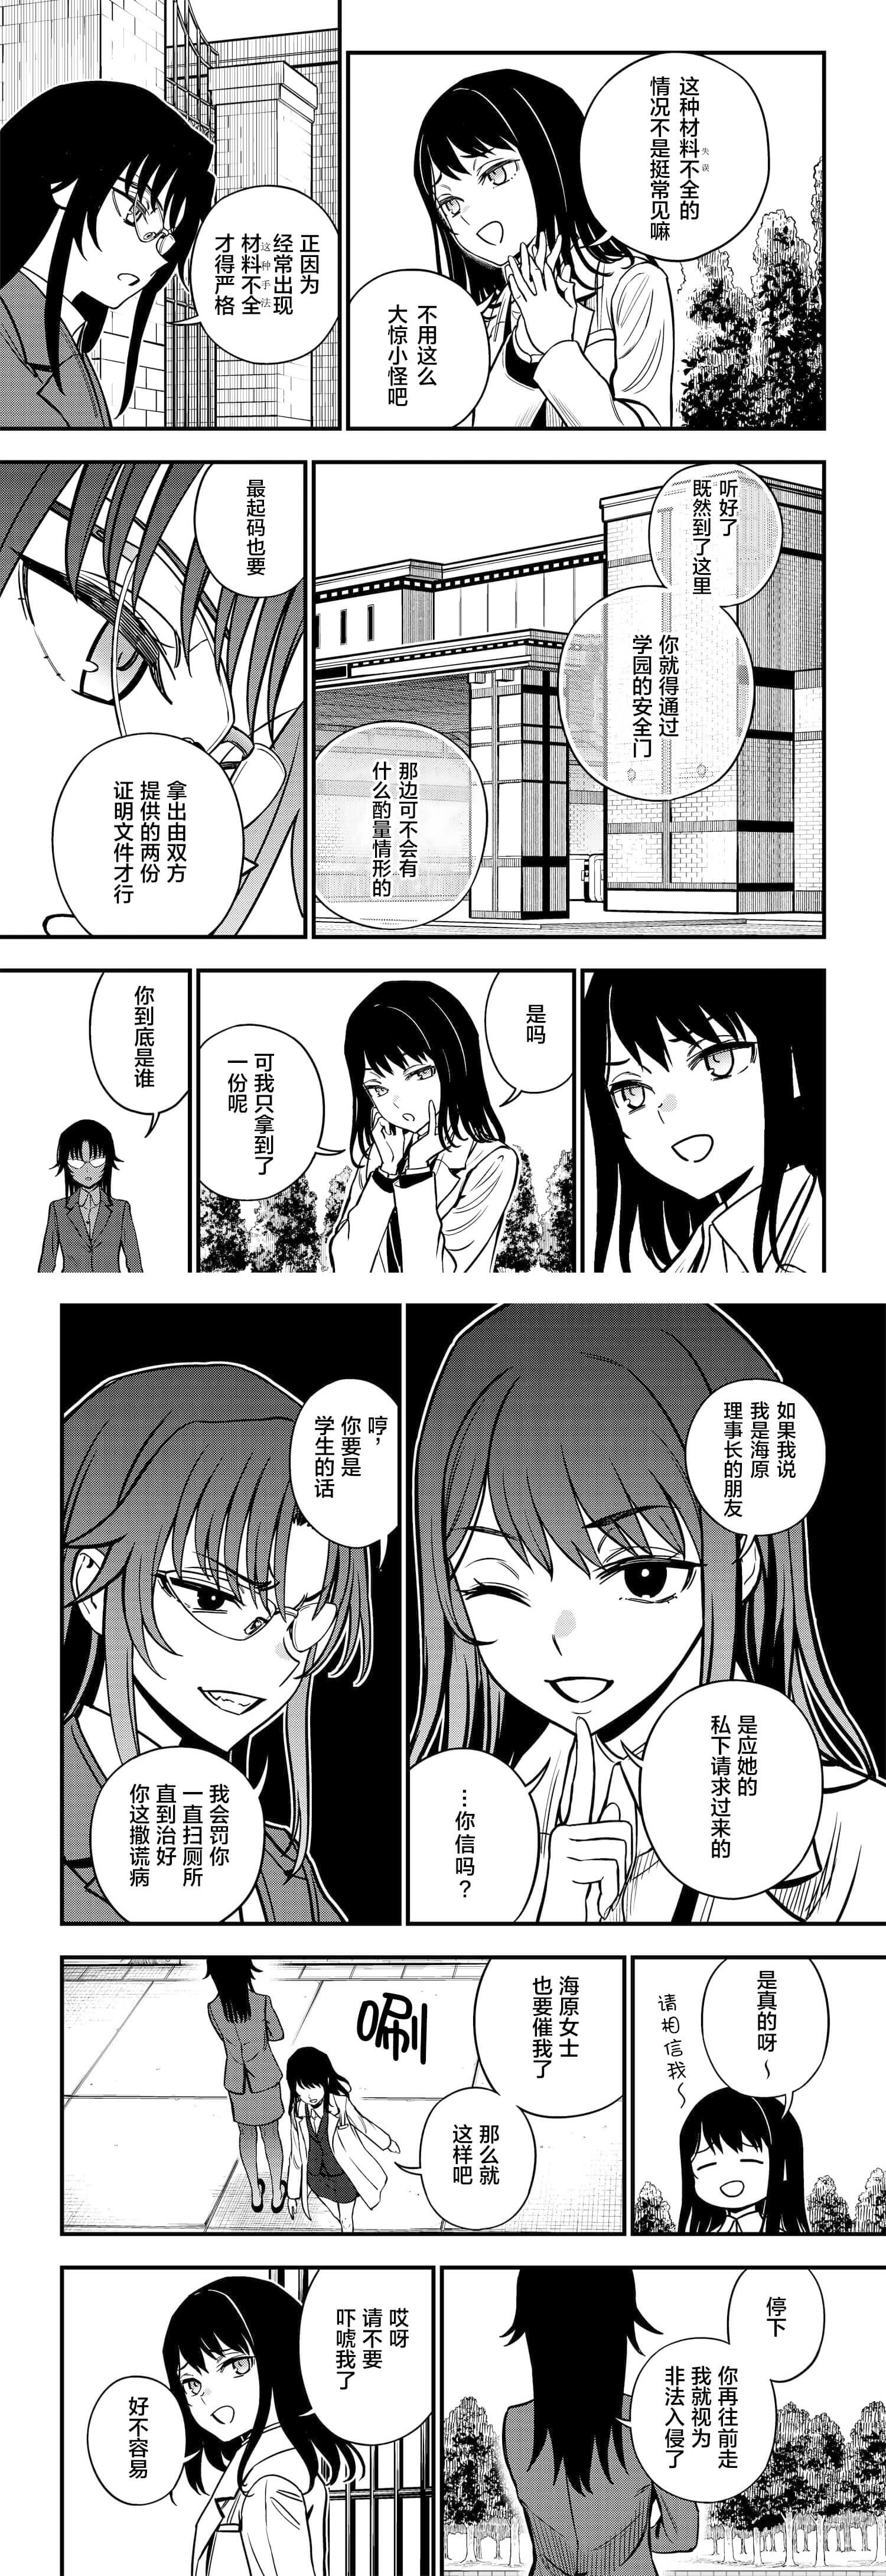 这种材料不全的
失误
情况不是挺常见嘛
不用这么
大惊小怪吧
正因为
经常出现
这种手法
材料不全
才得严格
听好了
既然到了这里
你就得通过
学园的安全门
那边可不会有
什么酌量情形的
最起码也要
拿出由双方
提供的两份
证明文件才行
是吗
可我只拿到了
一份呢
你到底是谁
如果我说
我是海原
理事长的朋友
是应她的
私下请求过来的
…你信吗？
哼，
你要是
学生的话
我会罚你
一直扫厕所
直到治好
你这撒谎病
是真的呀～
请相信我～
海原女士
也要催我了
那么就
这样吧
唰
停下
你再往前走
我就视为
非法入侵了
哎呀
请不要
吓唬我了
好不容易